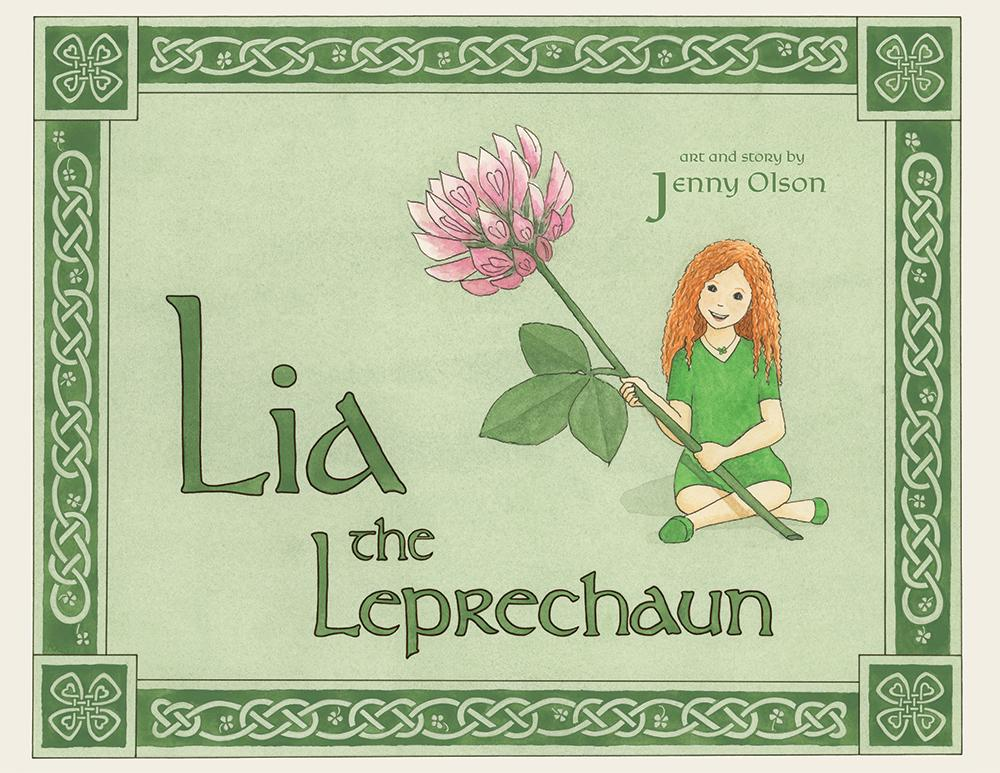 art and story by
Jenny Olson
Lia
the
Leprechaun